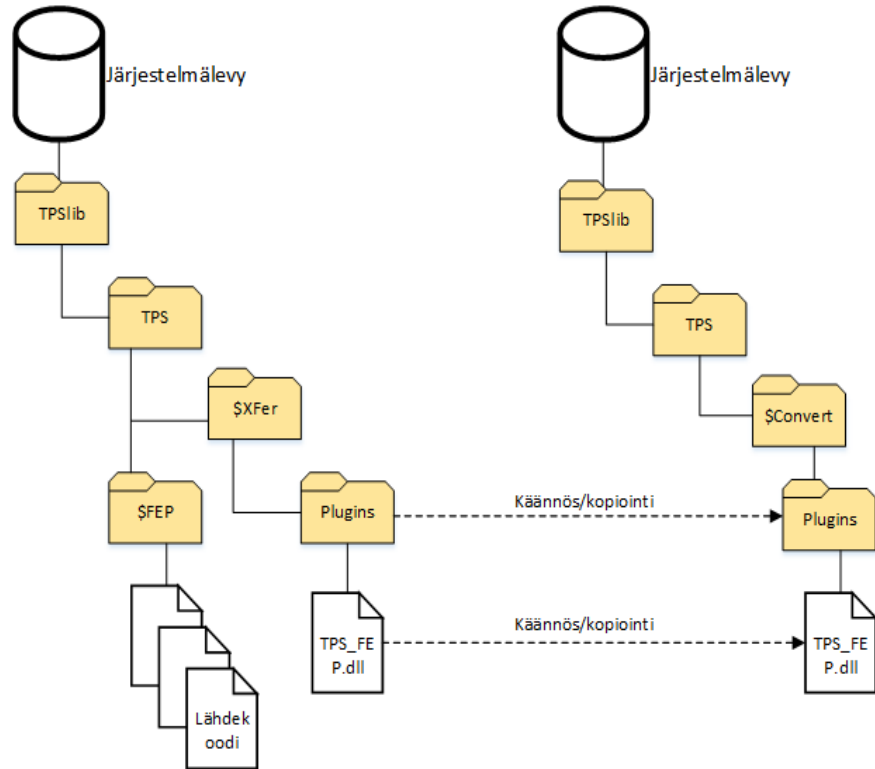 Järjestelmälevy
Järjestelmälevy
TPSlib
TPSlib
TPS
TPS
$XFer
$Convert
$FEP
Plugins
Käännös/kopiointi
Plugins
TPS_FE
P.dll
Käännös/kopiointi
TPS_FE
P.dll
Lähdek
oodi